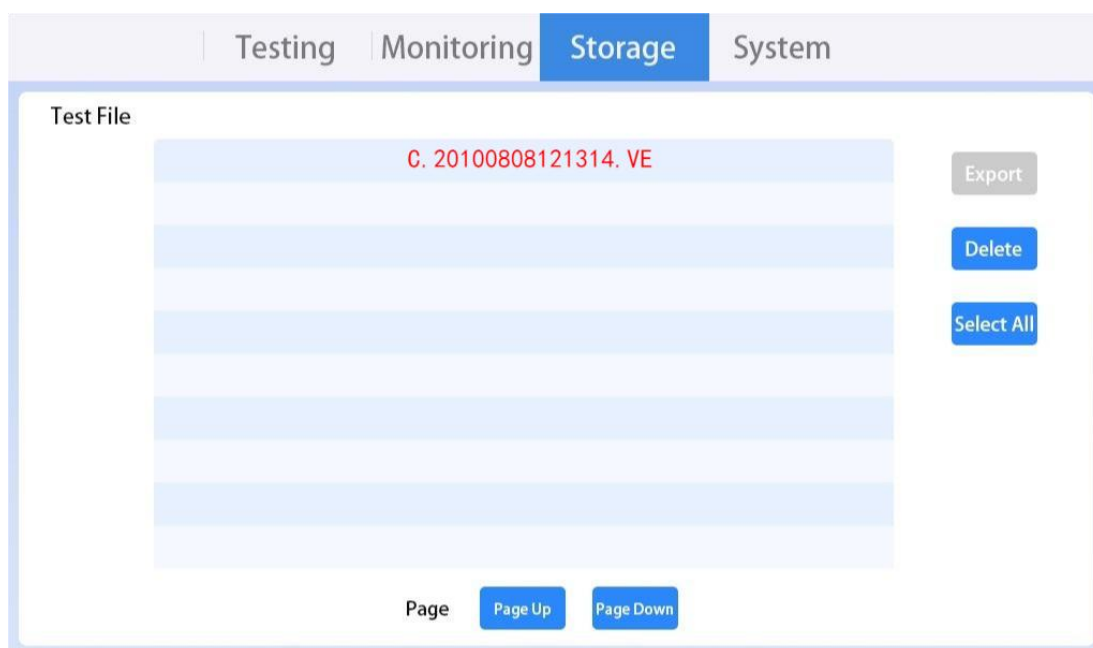 Testing Monitoring Storage System
Test File
C. 20100808121314. VE
Export
Delete
Select All
Page Page Up Page Down